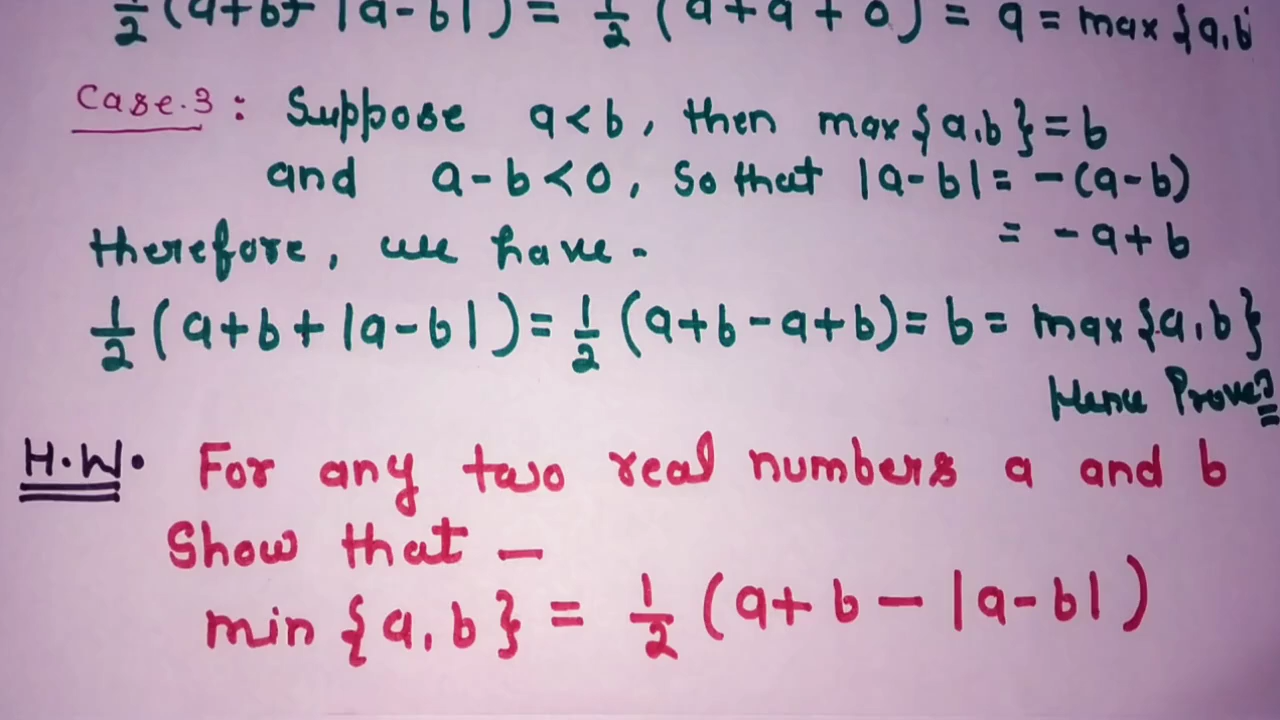 ½(a+b+|a-b|) = ½(a+a+0) = a = max{a,b
Case.3: Suppose a<b, then max{a,b}=b
and a-b<0, so that |a-b| = -(a-b)
= -a+b
therefore, we have.
½(a+b+|a-b|)=½(a+b-a+b)=b=max{a,b}
Hence Proved
H.W. For any two real numbers a and b
Show that —
min {a,b} = ½(a+b-|a-b|)